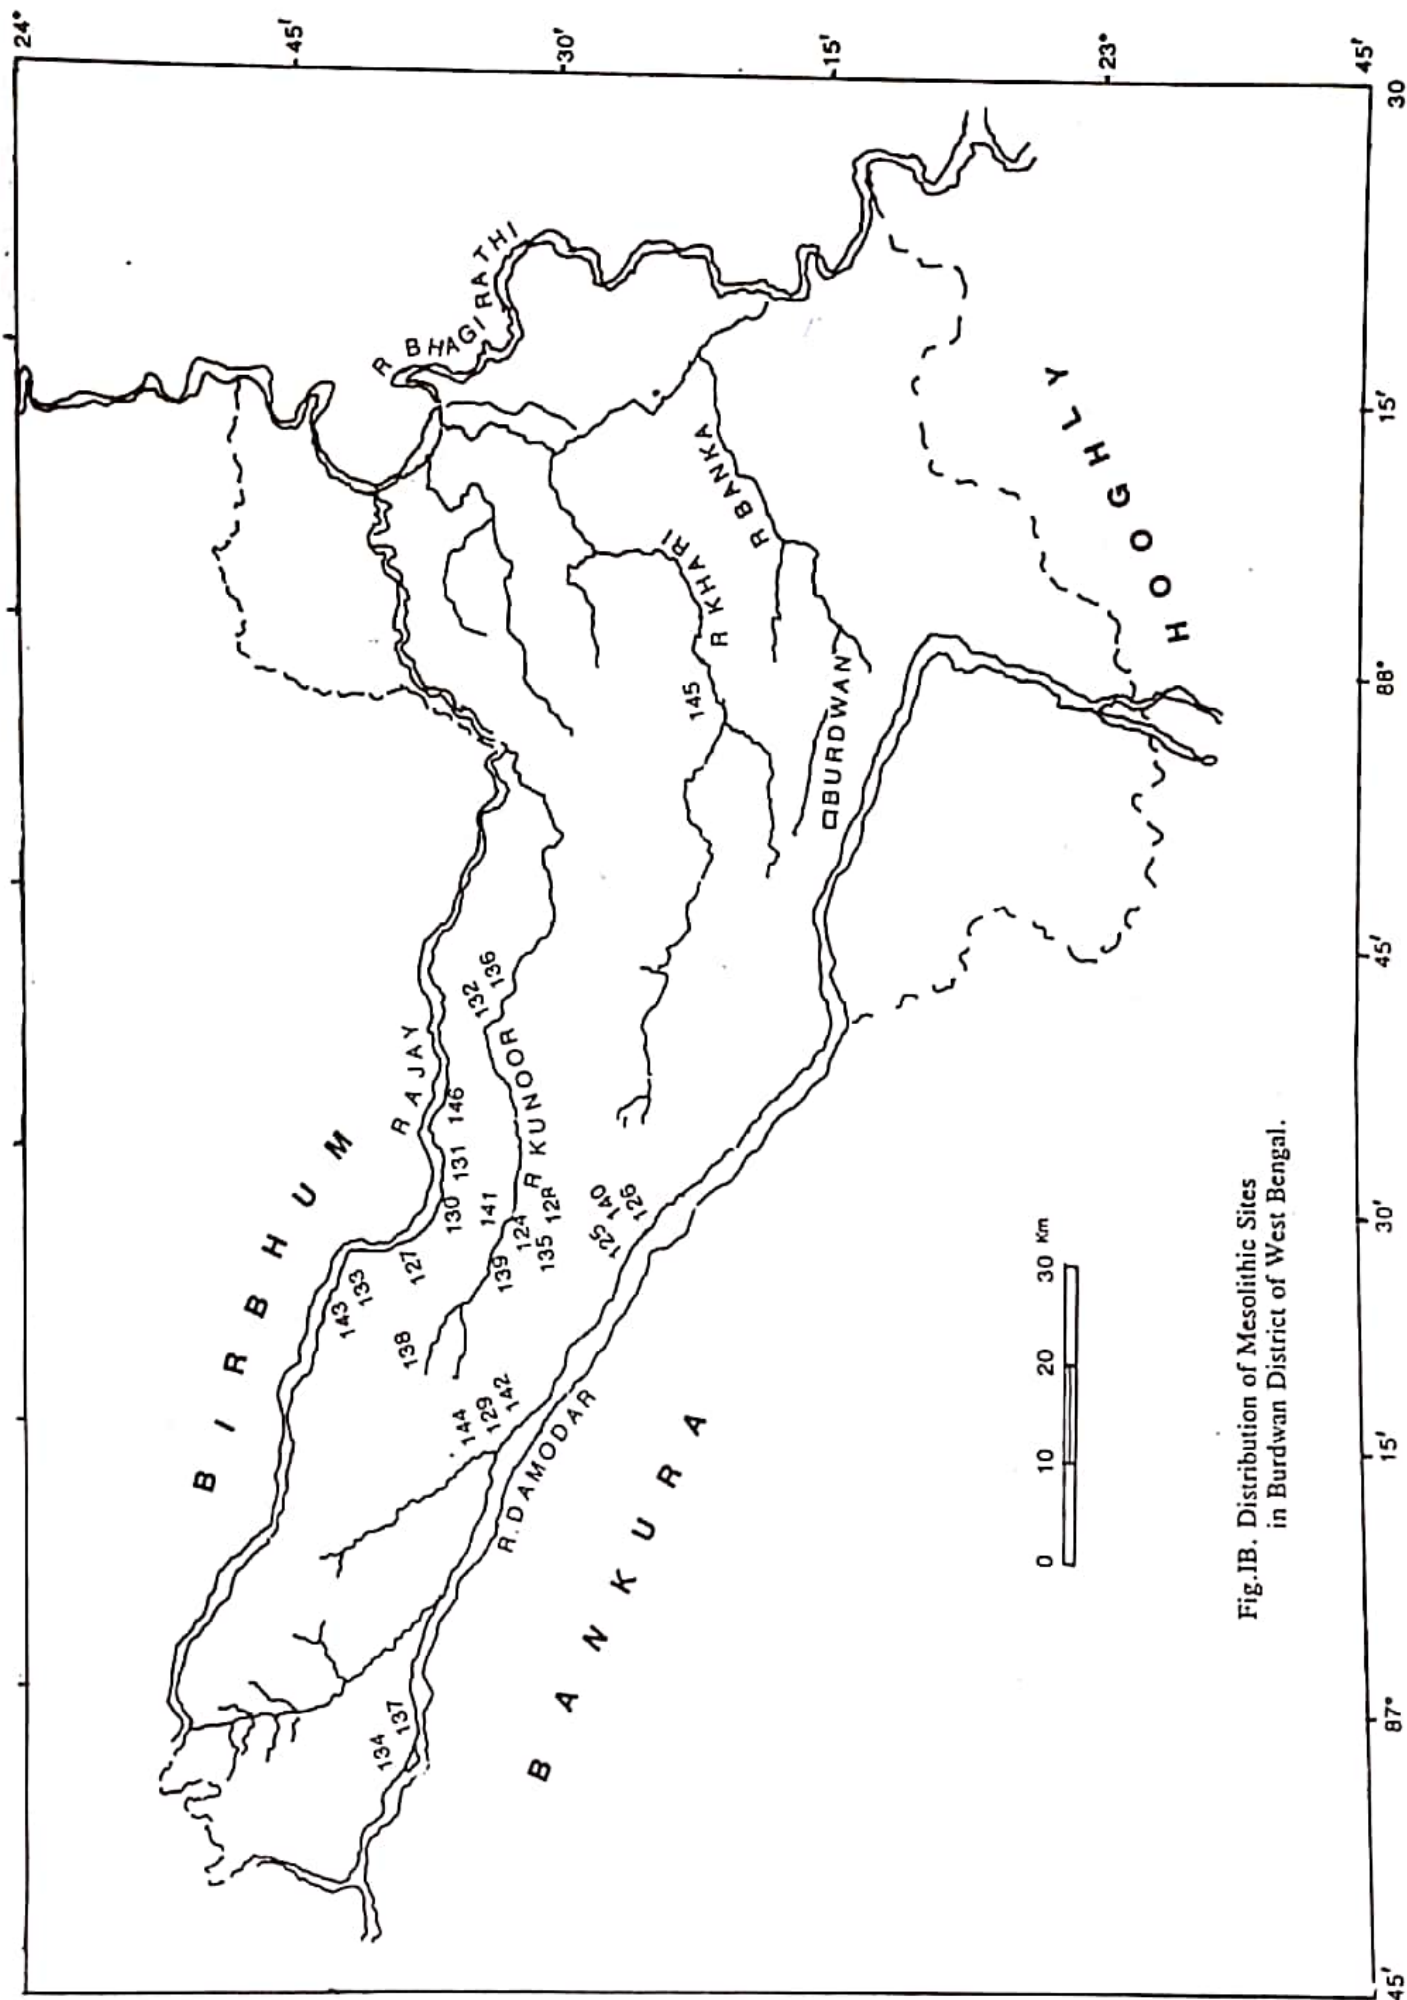 24°
45'
30'
15'
23°
45'
30
15'
88°
45'
30'
15'
87°
45'
BIRBHUM
R AJAY
R BHAGIRATHI
R KUNOOR
R KHARI
R BANKA
BURDWAN
R. DAMODAR
BANKURA
HOOGHLY
134
137
144
129
142
143
133
138
127
139
130
141
124
135
128
131
146
125
140
126
132
136
145
0 10 20 30 Km
Fig.1B. Distribution of Mesolithic Sites
in Burdwan District of West Bengal.